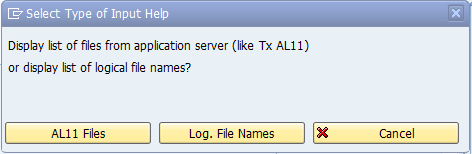 Select Type of Input Help
Display list of files from application server (like Tx AL11)
or display list of logical file names?
AL11 Files
Log. File Names
Cancel